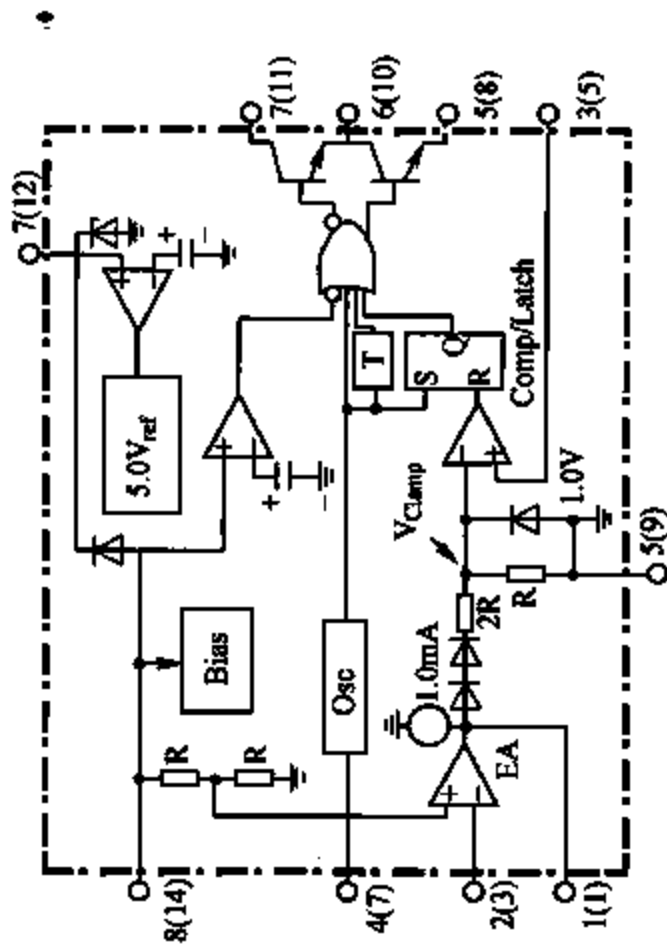 7(12)
7(11)
6(10)
5(8)
3(5)
5.0Vref
+
−
+
−
+
−
T
S
Q
R
Comp/Latch
Bias
Osc
VClamp
1.0V
R
R
1.0mA
2R
R
+
−
EA
5(9)
8(14)
4(7)
2(3)
1(1)